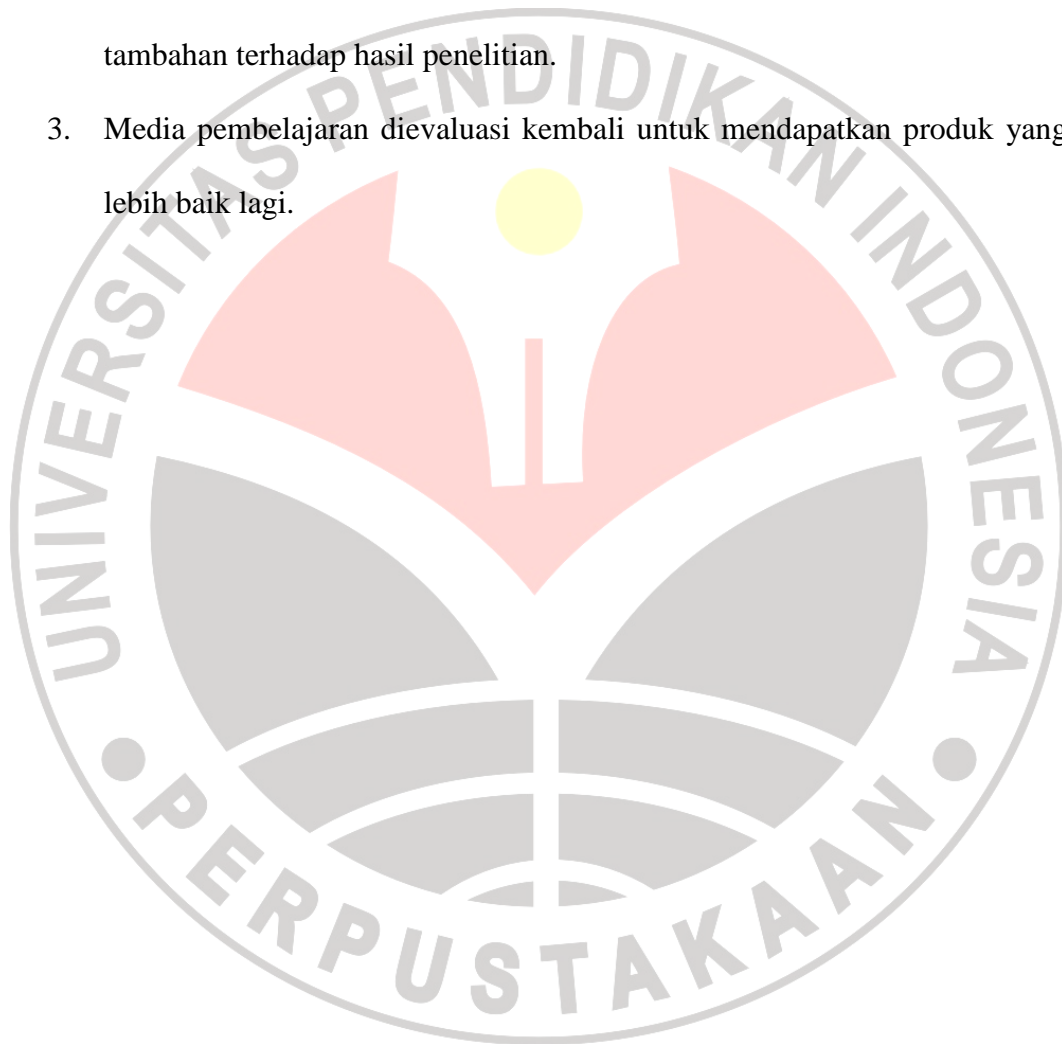 tambahan terhadap hasil penelitian.
3. Media pembelajaran dievaluasi kembali untuk mendapatkan produk yang
lebih baik lagi.
UNIVERSITAS PENDIDIKAN INDONESIA
PERPUSTAKAAN